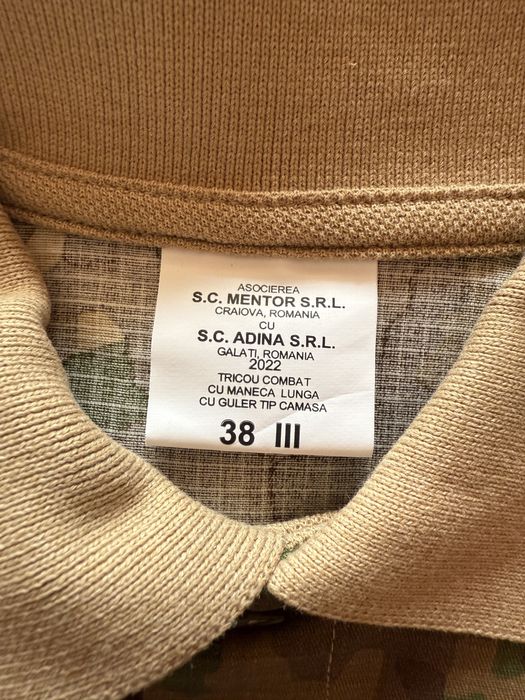 ASOCIEREA
S.C. MENTOR S.R.L.
CRAIOVA, ROMANIA
CU
S.C. ADINA S.R.L.
GALATI, ROMANIA
2022
TRICOU COMBAT
CU MANECA LUNGA
CU GULER TIP CAMASA
38 III